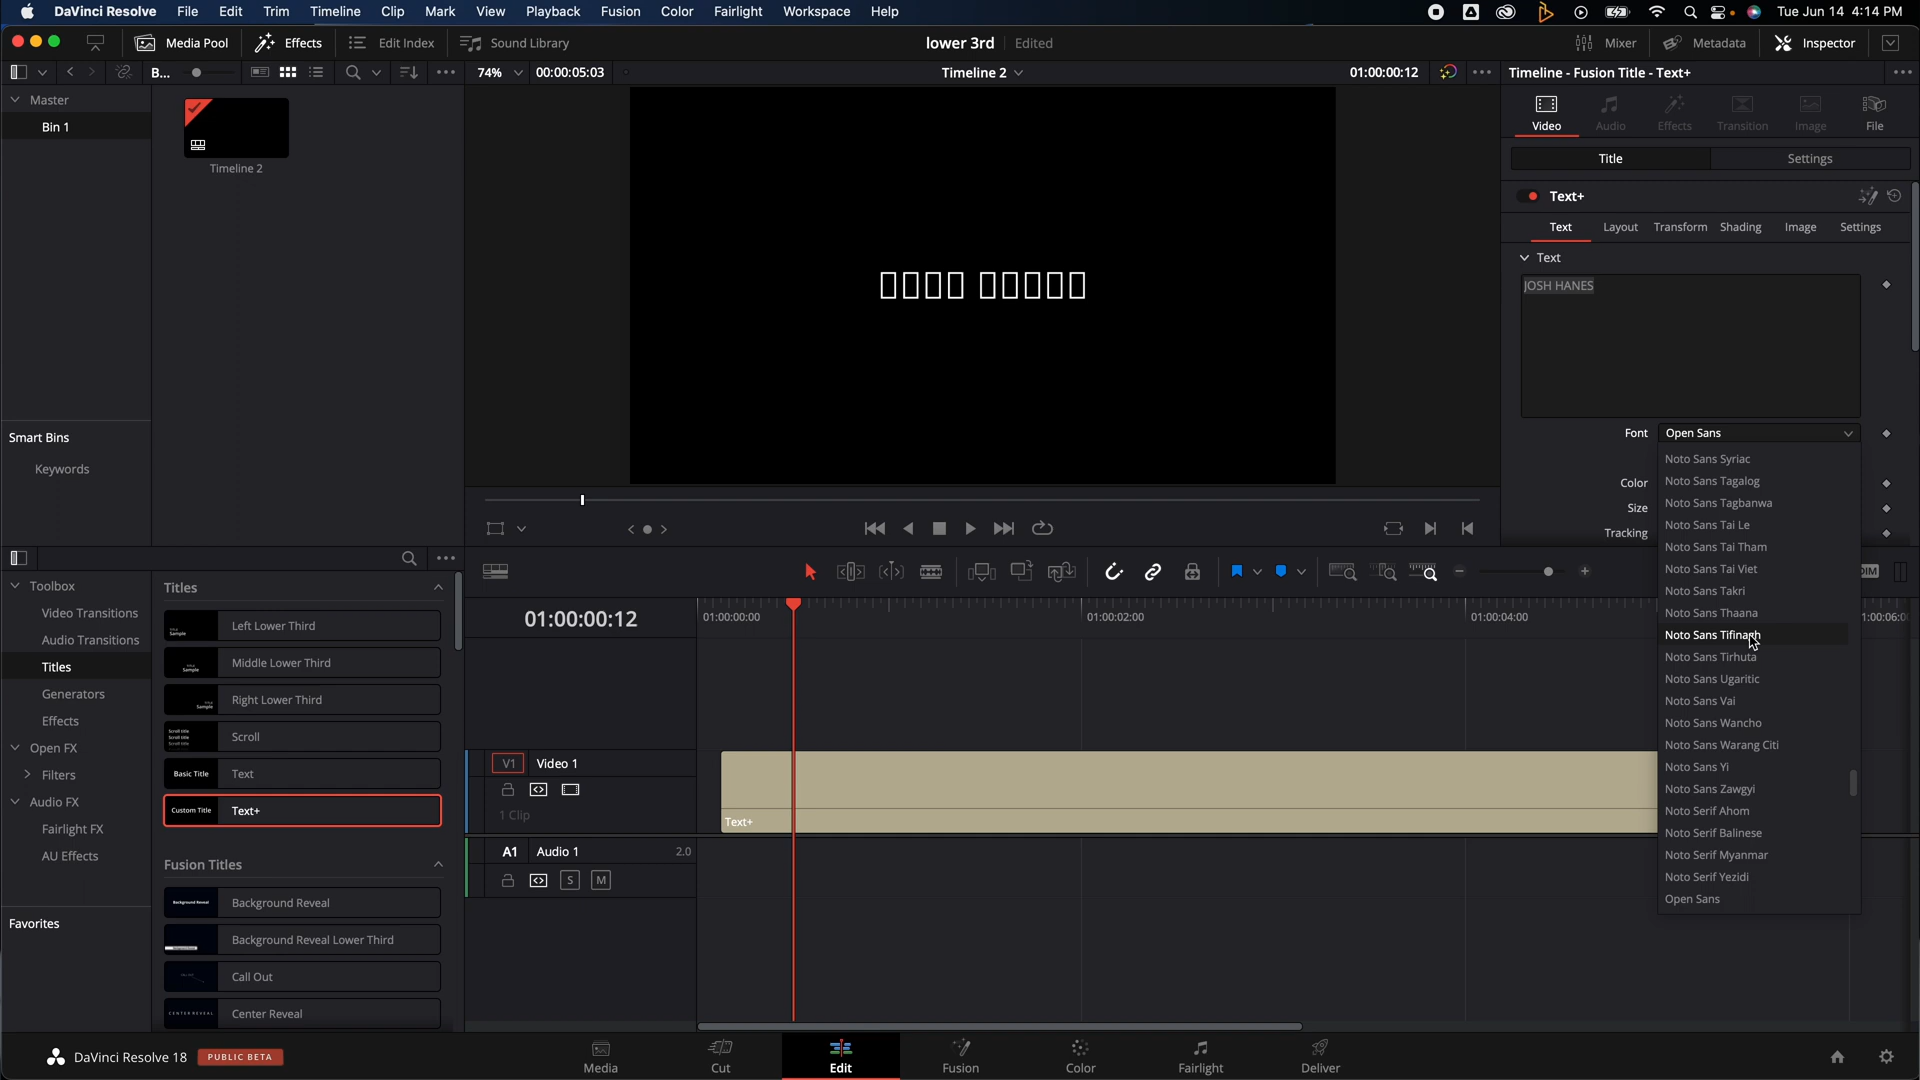 DaVinci Resolve File Edit Trim Timeline Clip Mark View Playback Fusion Color Fairlight Workspace Help Tue Jun 14 4:14 PM
Media Pool Effects Edit Index Sound Library lower 3rd Edited Mixer Metadata Inspector
B... 74% 00:00:05:03 Timeline 2 01:00:00:12 Timeline - Fusion Title - Text+
Master
Bin 1
Timeline 2
Video Audio Effects Transition Image File
Title Settings
Text+
Text Layout Transform Shading Image Settings
Text
JOSH HANES
Font Open Sans
Color
Size
Tracking
Noto Sans Syriac
Noto Sans Tagalog
Noto Sans Tagbanwa
Noto Sans Tai Le
Noto Sans Tai Tham
Noto Sans Tai Viet
Noto Sans Takri
Noto Sans Thaana
Noto Sans Tifinagh
Noto Sans Tirhuta
Noto Sans Ugaritic
Noto Sans Vai
Noto Sans Wancho
Noto Sans Warang Citi
Noto Sans Yi
Noto Sans Zawgyi
Noto Serif Ahom
Noto Serif Balinese
Noto Serif Myanmar
Noto Serif Yezidi
Open Sans
Smart Bins
Keywords
Toolbox
Video Transitions
Audio Transitions
Titles
Generators
Effects
Open FX
Filters
Audio FX
Fairlight FX
AU Effects
Favorites
Titles
Left Lower Third
Middle Lower Third
Right Lower Third
Scroll
Basic Title Text
Custom Title Text+
Fusion Titles
Background Reveal
Background Reveal Lower Third
Call Out
CENTER REVEAL Center Reveal
DIM
01:00:00:12 01:00:00:00 01:00:02:00 01:00:04:00
V1 Video 1
1 Clip
Text+
A1 Audio 1 2.0
S M
DaVinci Resolve 18 PUBLIC BETA
Media Cut Edit Fusion Color Fairlight Deliver